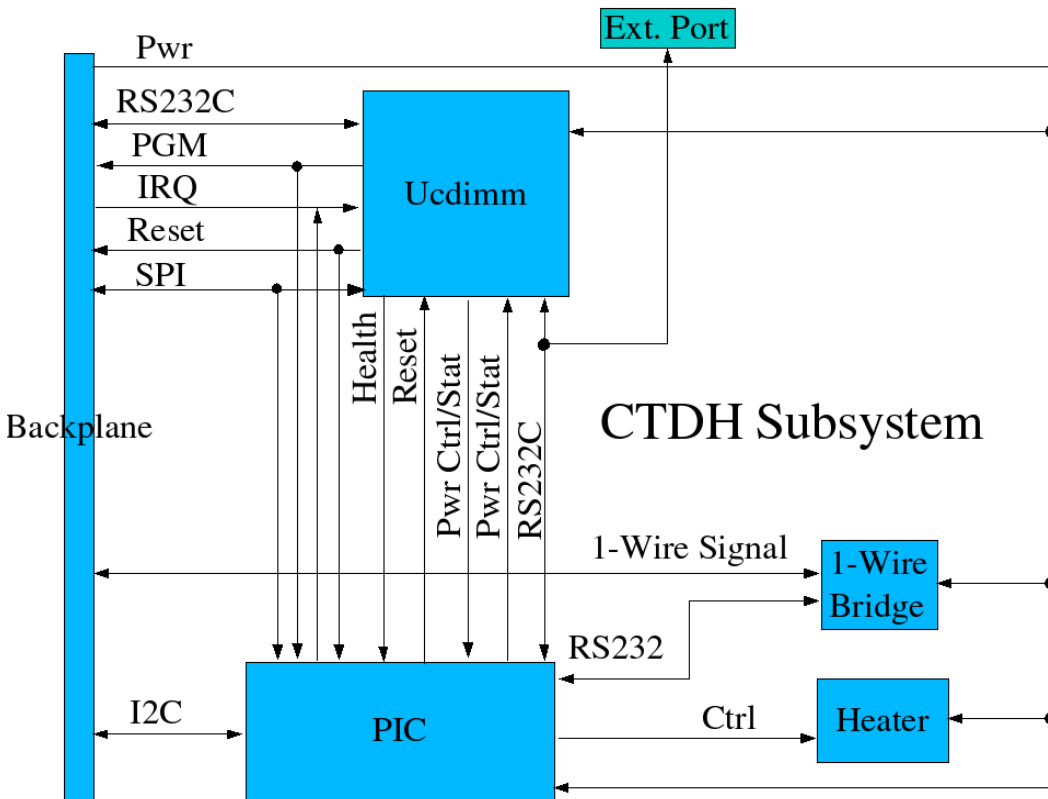 Ext. Port
Pwr
RS232C
PGM
IRQ
Reset
SPI
Ucdimm
Health
Reset
Pwr Ctrl/Stat
Pwr Ctrl/Stat
RS232C
Backplane
CTDH Subsystem
1-Wire Signal
1-Wire
Bridge
RS232
I2C
PIC
Ctrl
Heater